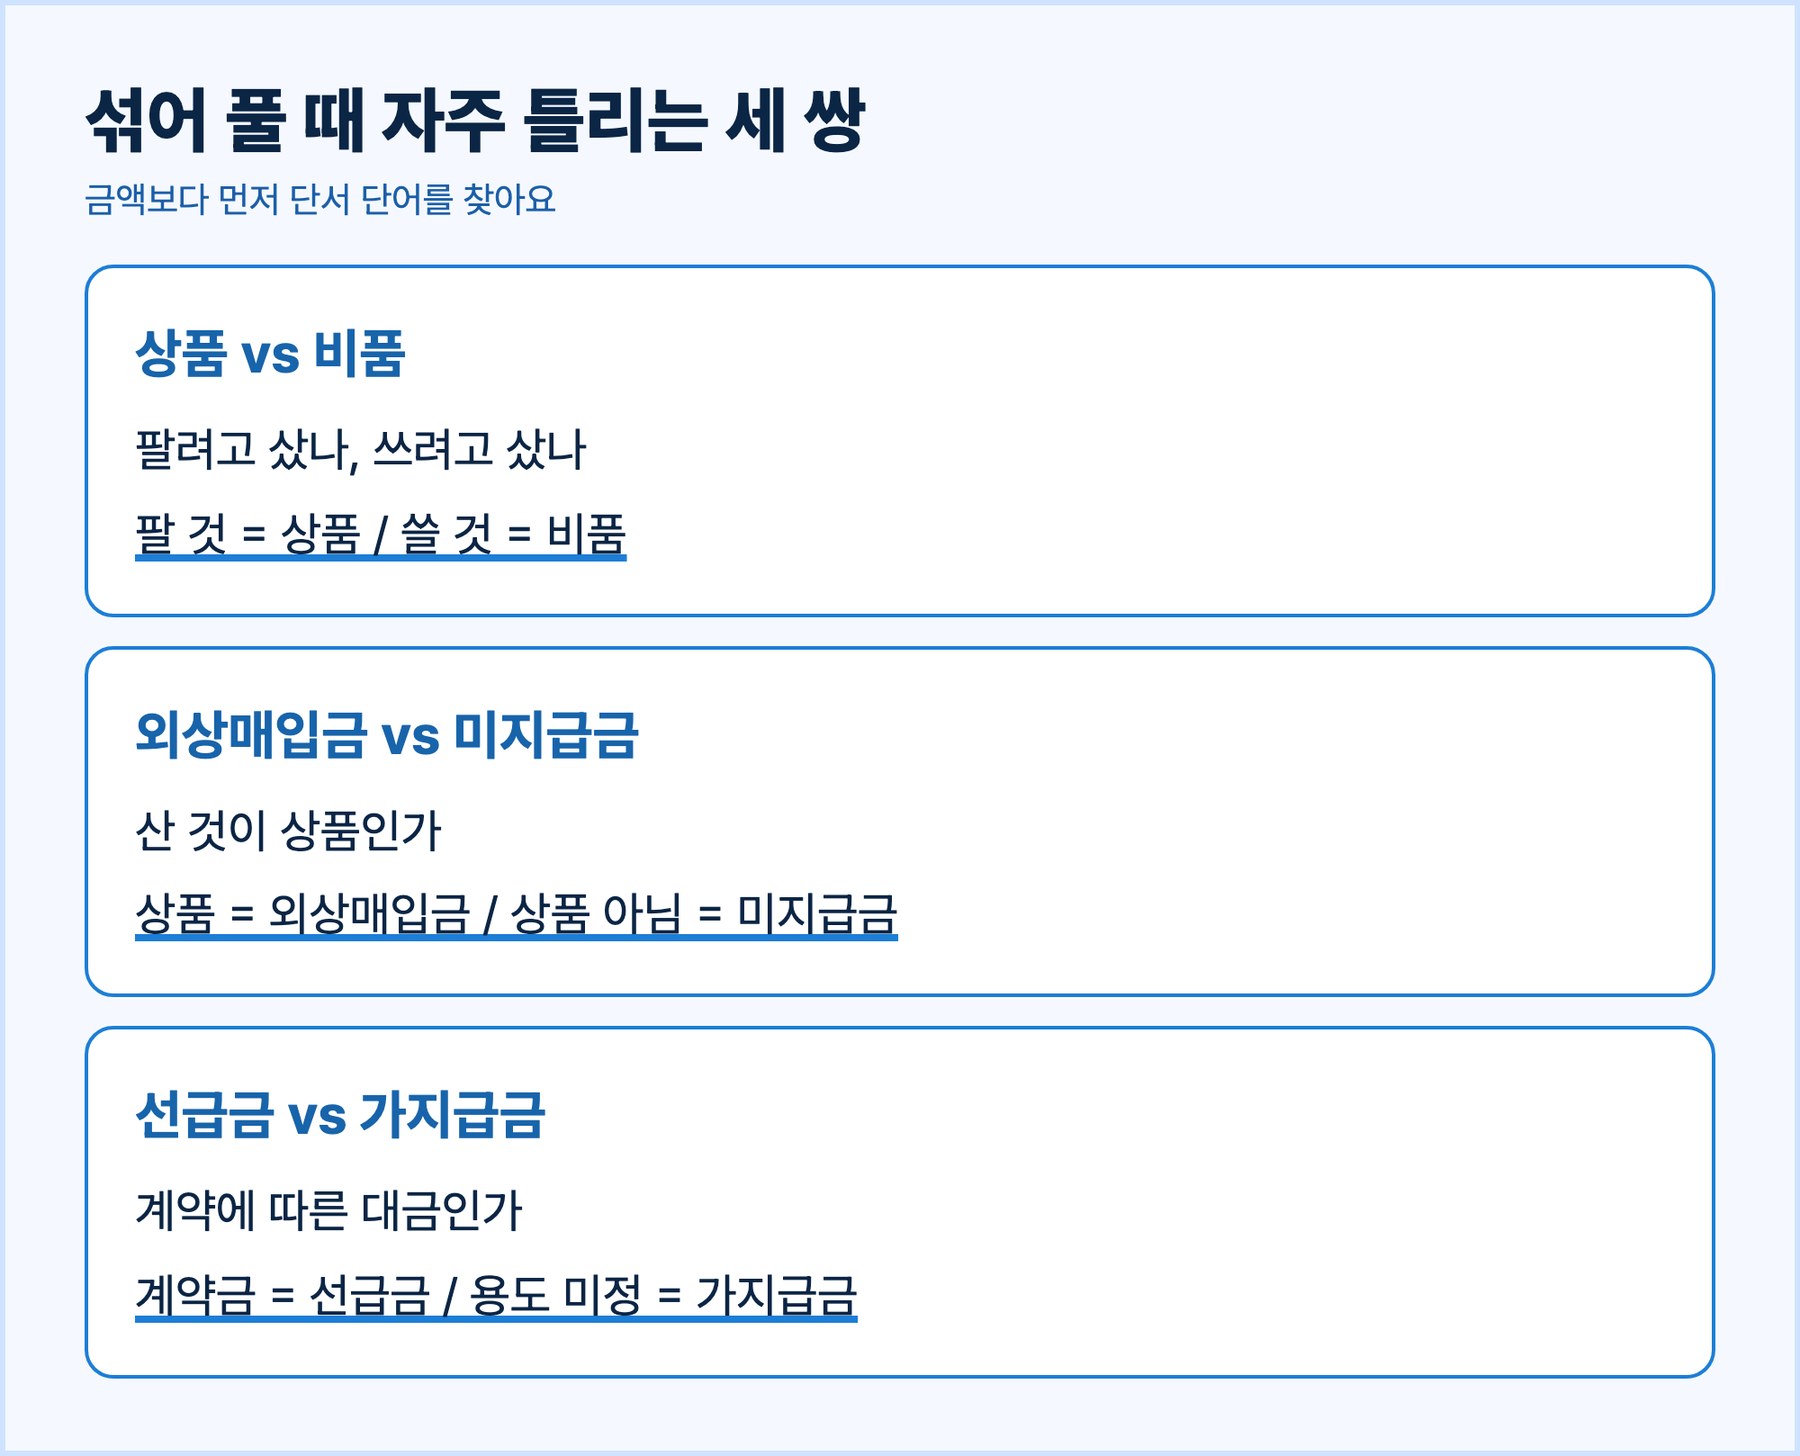 섞어 풀 때 자주 틀리는 세 쌍
금액보다 먼저 단서 단어를 찾아요
상품 vs 비품
팔려고 샀나, 쓰려고 샀나
팔 것 = 상품 / 쓸 것 = 비품
외상매입금 vs 미지급금
산 것이 상품인가
상품 = 외상매입금 / 상품 아님 = 미지급금
선급금 vs 가지급금
계약에 따른 대금인가
계약금 = 선급금 / 용도 미정 = 가지급금